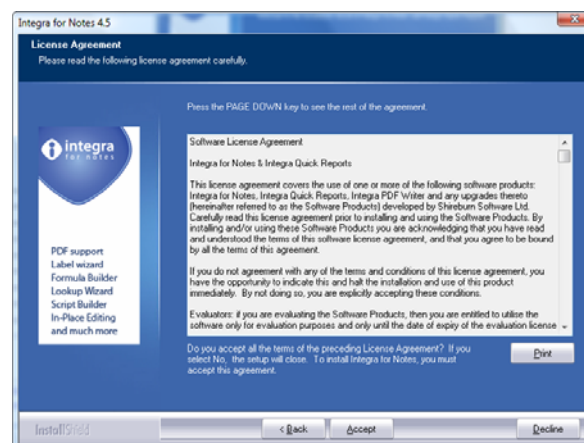 Integra for Notes 4.5
License Agreement
Please read the following license agreement carefully.
Press the PAGE DOWN key to see the rest of the agreement.
integra
for notes
PDF support
Label wizard
Formula Builder
Lookup Wizard
Script Builder
In-Place Editing
and much more
Software License Agreement
Integra for Notes & Integra Quick Reports
This license agreement covers the use of one or more of the following software products:
Integra for Notes, Integra Quick Reports, Integra PDF Writer and any upgrades thereto
(hereinafter referred to as the Software Products) developed by Shireburn Software Ltd.
Carefully read this license agreement prior to installing and using the Software Products. By
installing and/or using these Software Products you are acknowledging that you have read
and understood the terms of this software license agreement, and that you agree to be bound
by all the terms of this agreement.
If you do not agreement with any of the terms and conditions of this license agreement, you
have the opportunity to indicate this and halt the installation and use of this product
immediately. By not doing so, you are explicitly accepting these conditions.
Evaluators: if you are evaluating the Software Products, then you are entitled to utilise the
software only for evaluation purposes and only until the date of expiry of the evaluation license
Do you accept all the terms of the preceding License Agreement? If you
select No, the setup will close. To install Integra for Notes, you must
accept this agreement.
Print
InstallShield
< Back
Accept
Decline